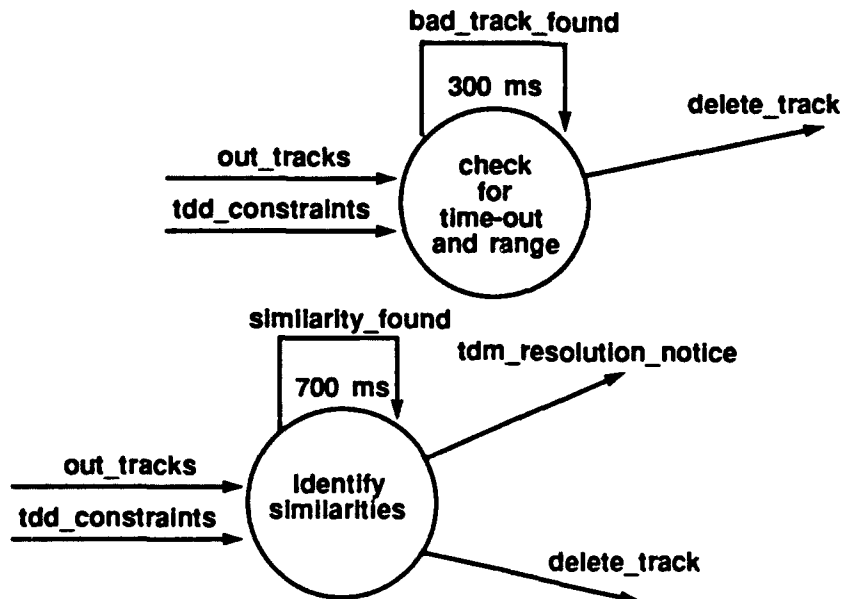 bad_track_found
300 ms
delete_track
out_tracks
tdd_constraints
check
for
time-out
and range
similarity_found
700 ms
tdm_resolution_notice
out_tracks
tdd_constraints
Identify
similarities
delete_track